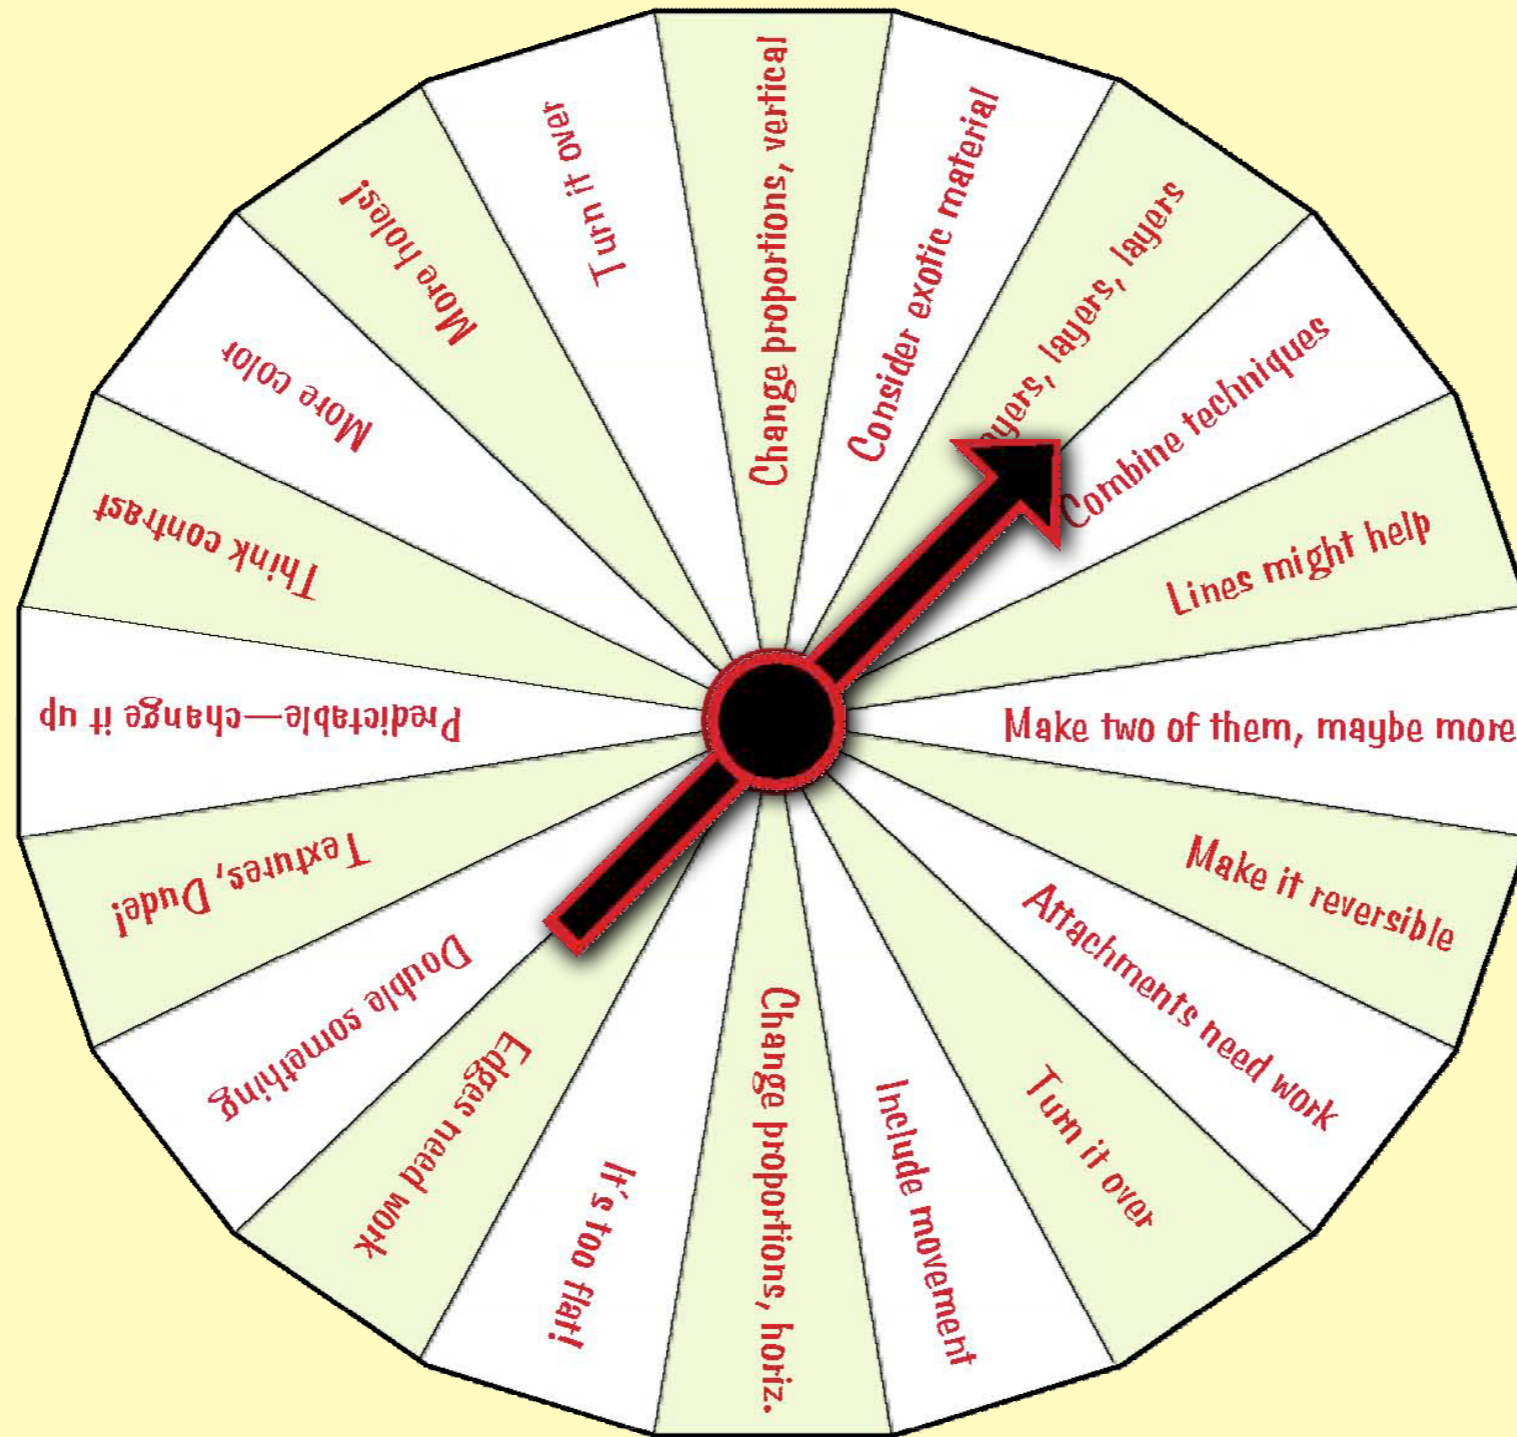 Change proportions, vertical
Consider exotic material
ayers, layers, layers
Combine techniques
Lines might help
Make two of them, maybe more
Make it reversible
Attachments need work
Turn it over
Include movement
Change proportions, horiz.
It's too flat!
Edges need work
Double something
Textures, Dude!
Predictable—change it up
Think contrast
More color
More holes!
Turn it over